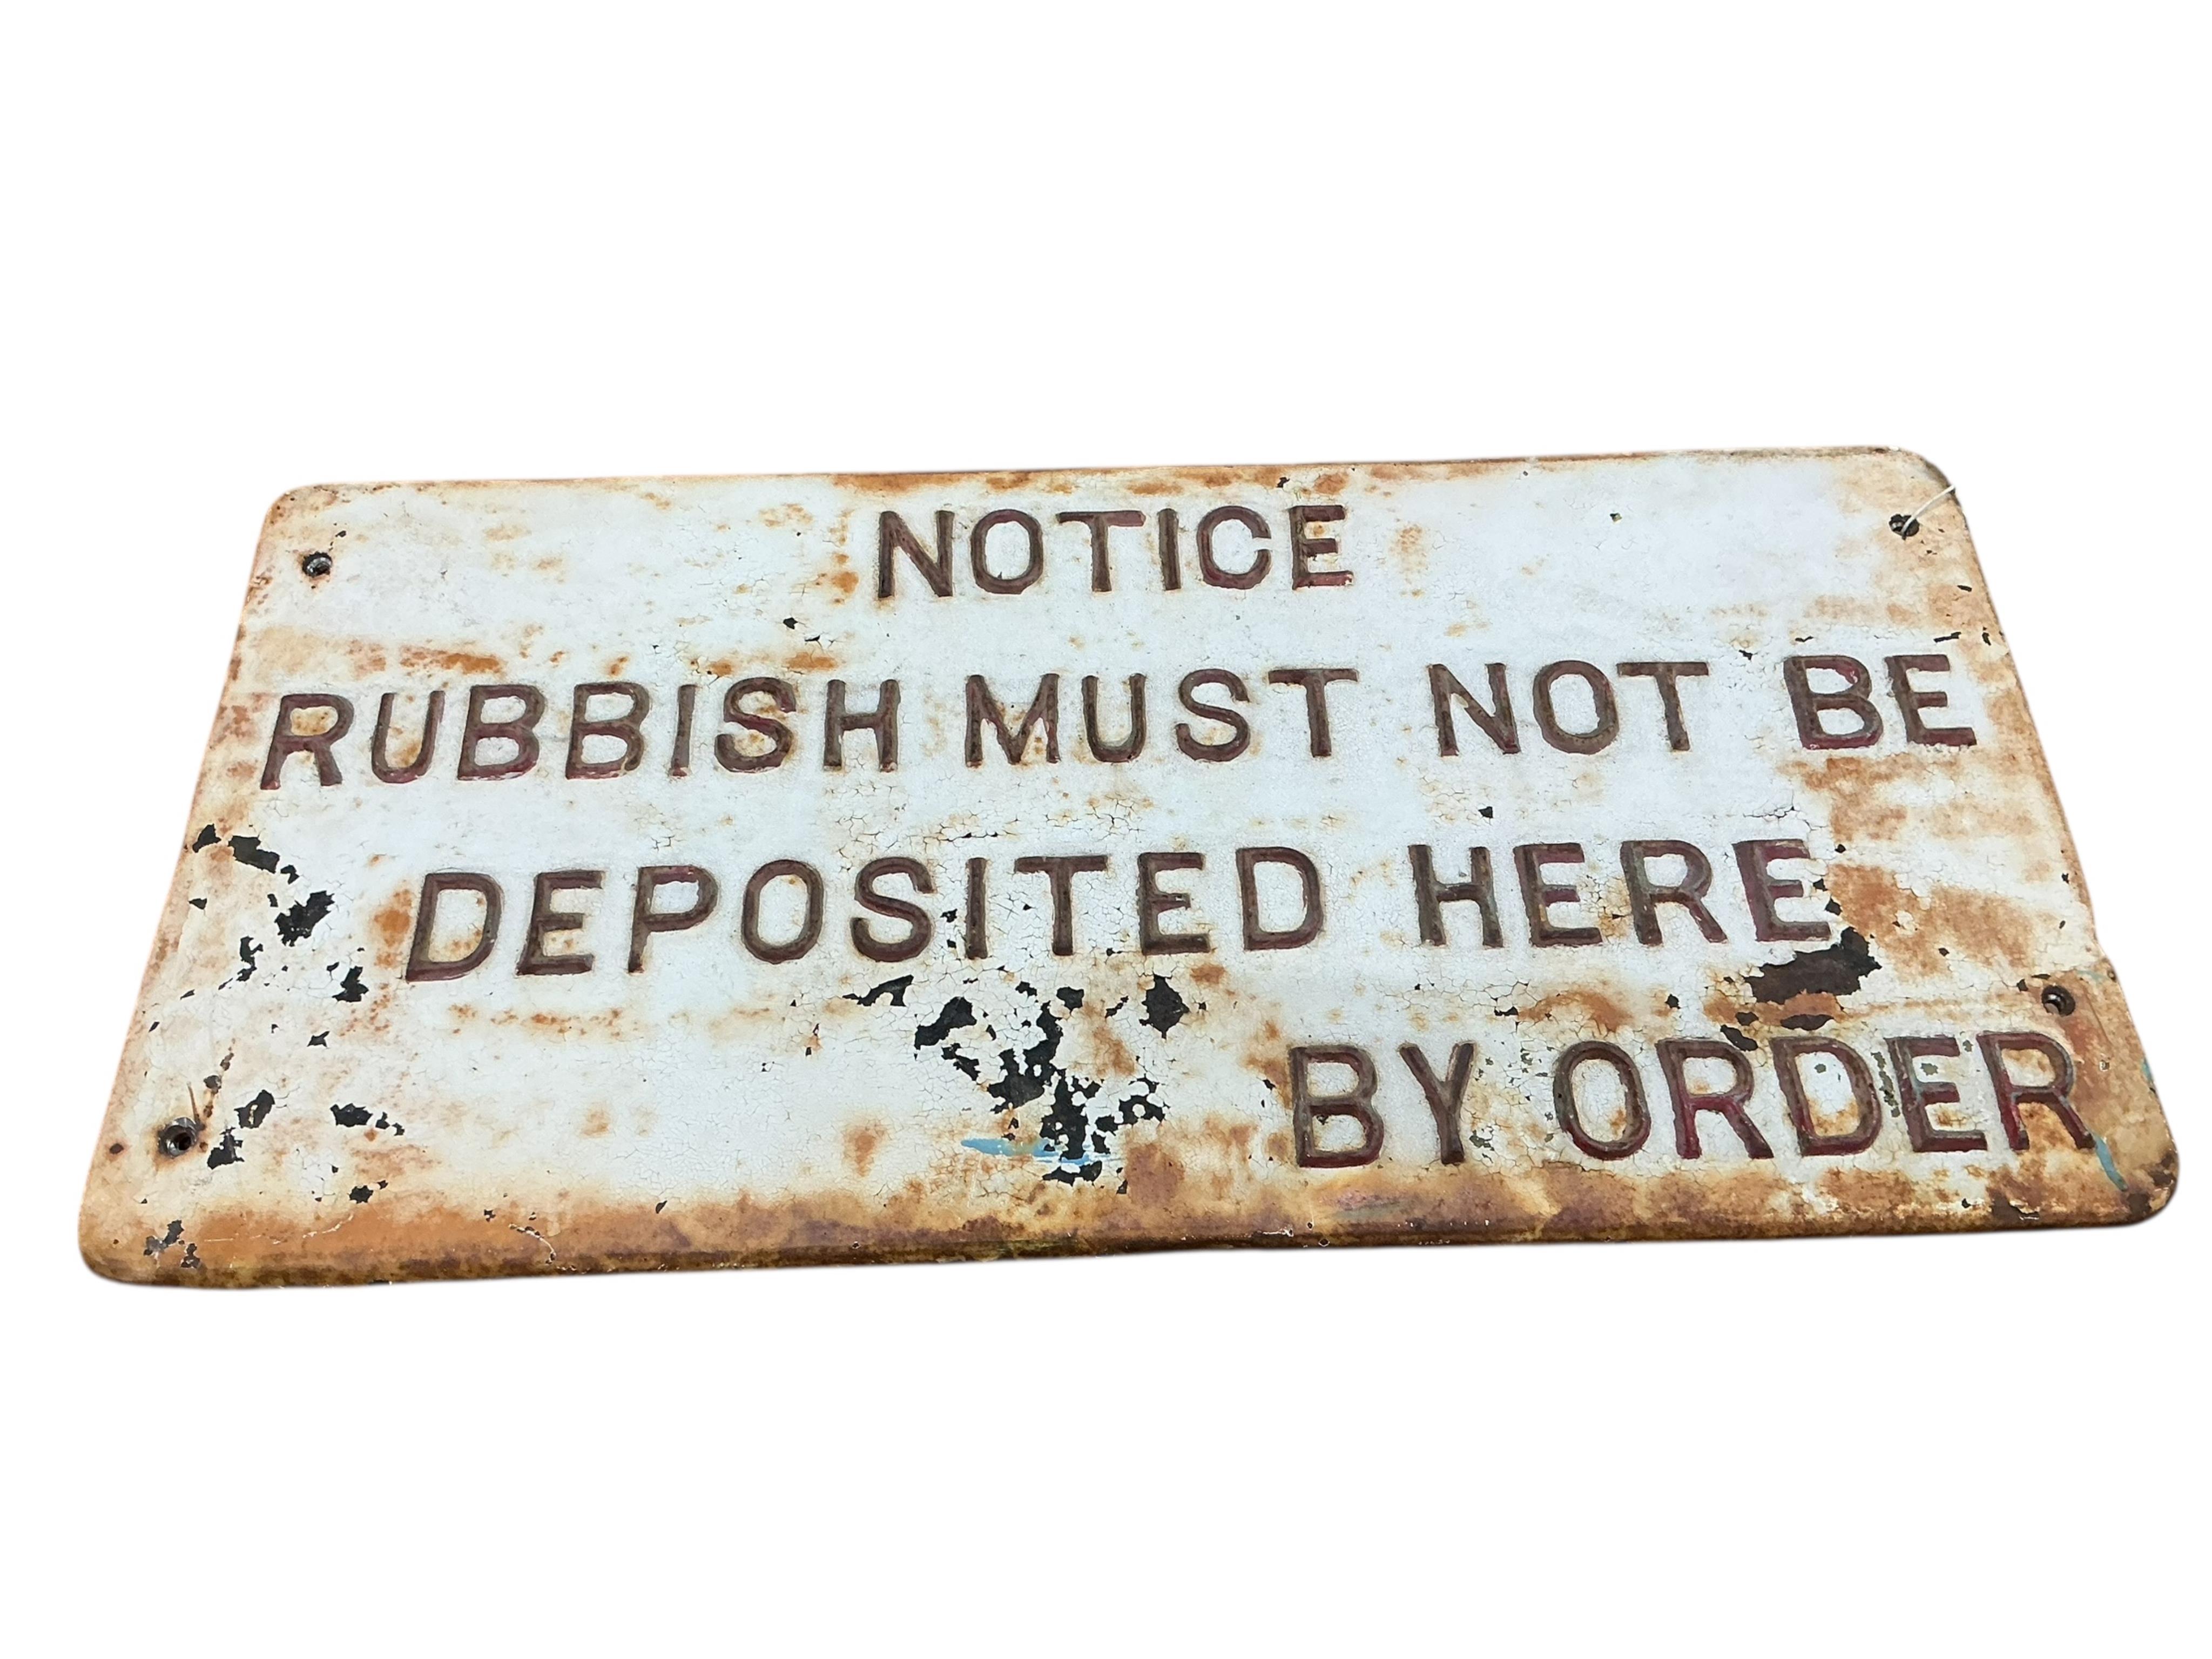 NOTICE
RUBBISH MUST NOT BE
DEPOSITED HERE
BY ORDER